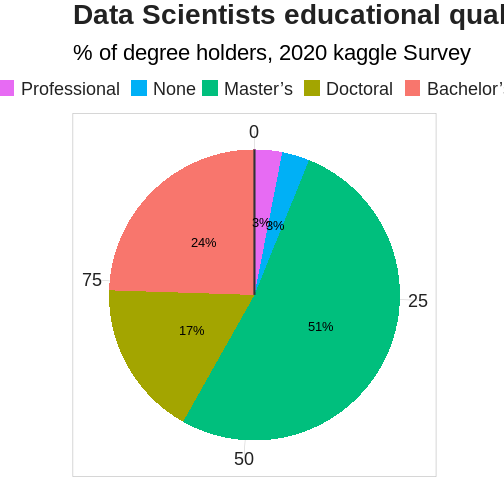 Data Scientists educational qual
% of degree holders, 2020 kaggle Survey
Professional None Master’s Doctoral Bachelor’s
0
3% 3%
24%
75
25
51%
17%
50